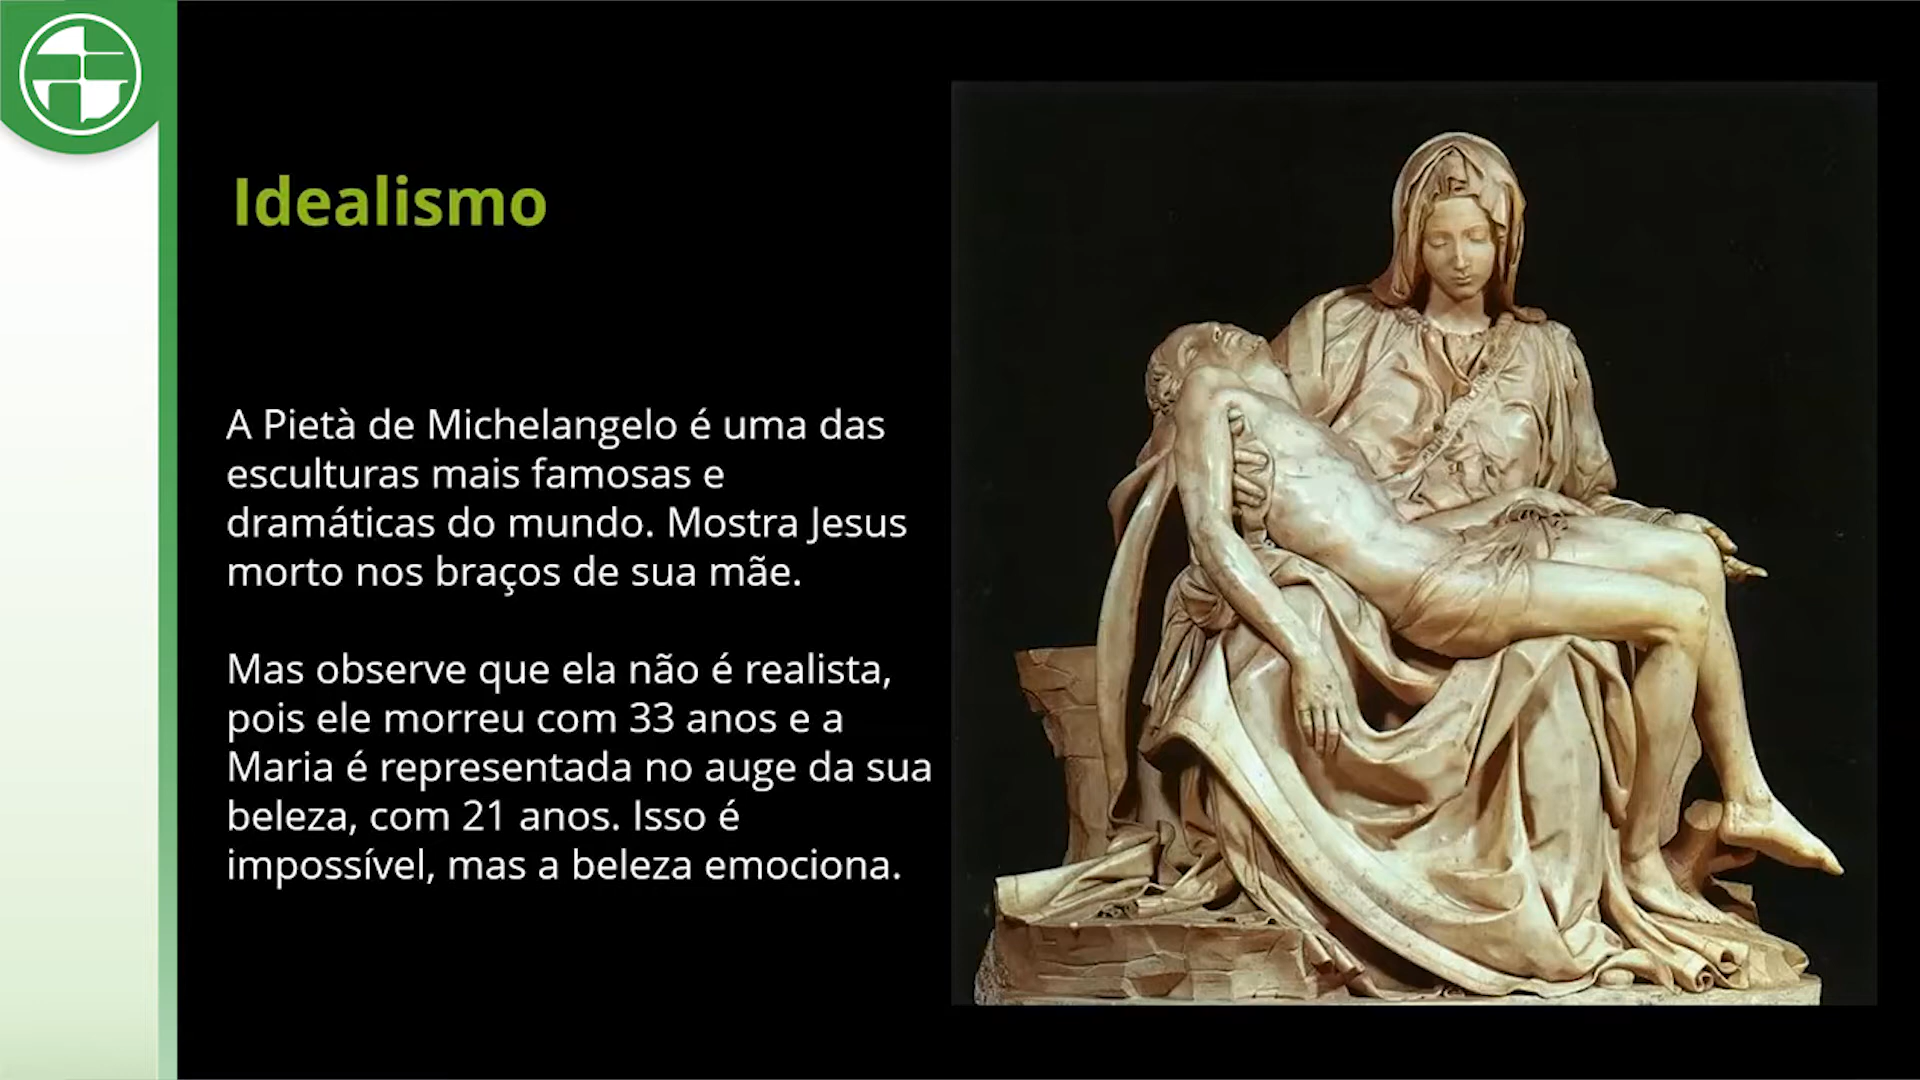 Idealismo
A Pietà de Michelangelo é uma das
esculturas mais famosas e
dramáticas do mundo. Mostra Jesus
morto nos braços de sua mãe.
Mas observe que ela não é realista,
pois ele morreu com 33 anos e a
Maria é representada no auge da sua
beleza, com 21 anos. Isso é
impossível, mas a beleza emociona.